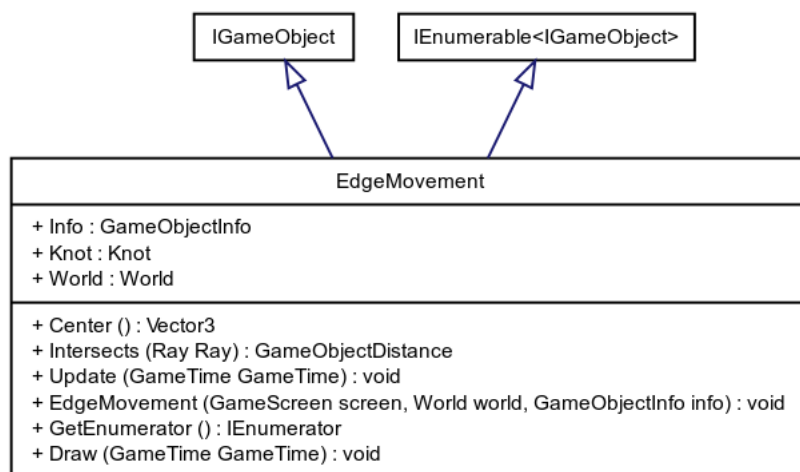 IGameObject
IEnumerable<IGameObject>
EdgeMovement
+ Info : GameObjectInfo
+ Knot : Knot
+ World : World
+ Center () : Vector3
+ Intersects (Ray Ray) : GameObjectDistance
+ Update (GameTime GameTime) : void
+ EdgeMovement (GameScreen screen, World world, GameObjectInfo info) : void
+ GetEnumerator () : IEnumerator
+ Draw (GameTime GameTime) : void